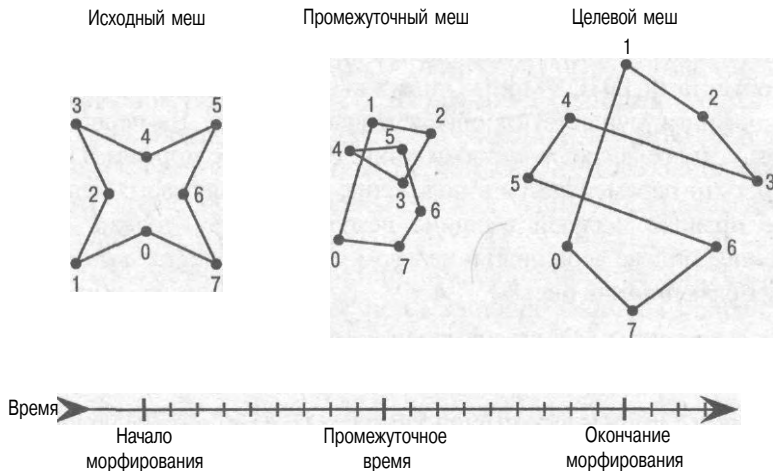 Исходный меш
Промежуточный меш
Целевой меш
3
5
4
2
6
0
1
7
1
2
5
4
3
6
0
7
1
2
4
3
5
6
0
7
Время
Начало
морфирования
Промежуточное
время
Окончание
морфирования